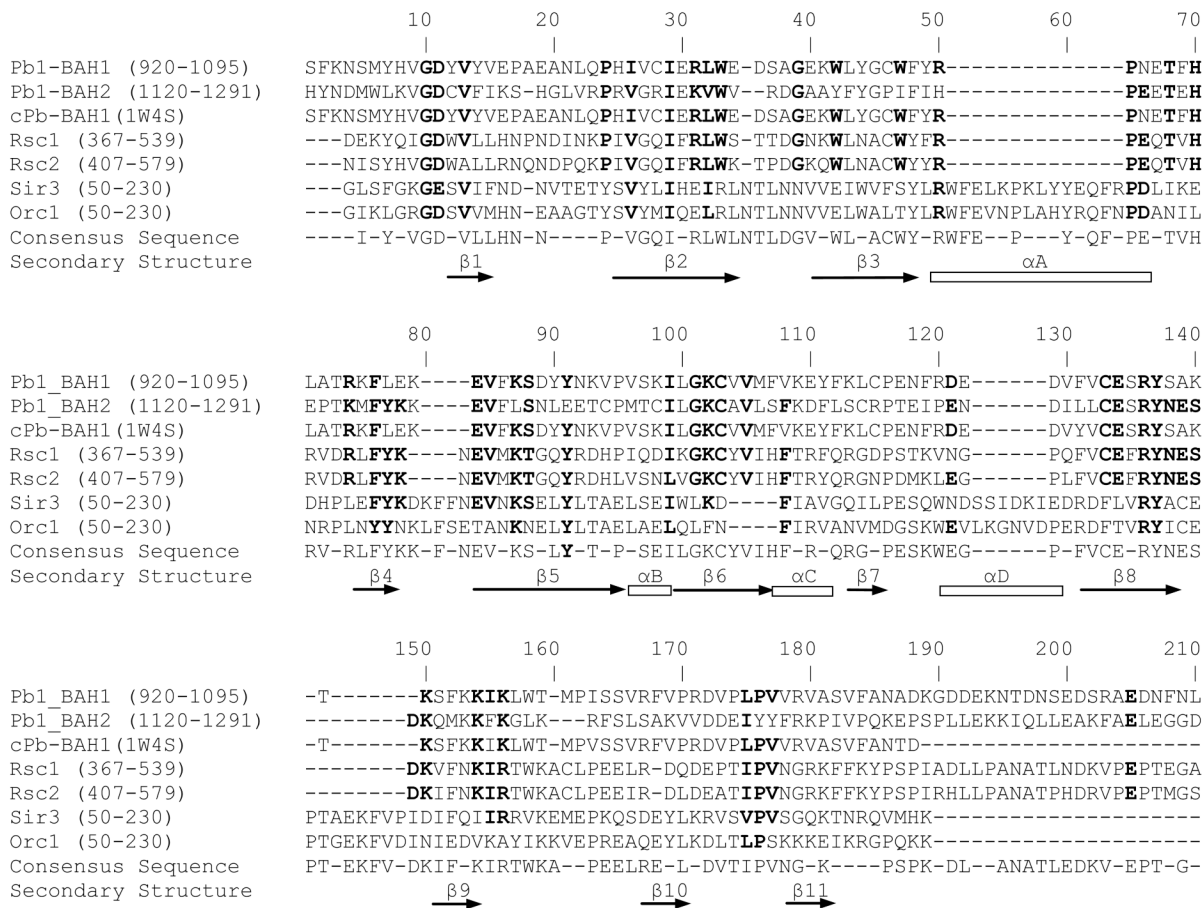 10 20 30 40 50 60 70
Pb1-BAH1 (920-1095) SFKNSMYHVGDYVYVEPAEANLQPHIVCIERLWE-DSAGEKWLYGCWFYR--------------PNETFH
Pb1-BAH2 (1120-1291) HYNDMWLKVGDCVFIKS-HGLVRPRVGRIEKVWV--RDGAAYFYGPIFIH--------------PEETEH
cPb-BAH1(1W4S) SFKNSMYHVGDYVYVEPAEANLQPHIVCIERLWE-DSAGEKWLYGCWFYR--------------PNETFH
Rsc1 (367-539) ---DEKYQIGDWVLLHNPNDINKPIVGQIFRLWS-TTDGNKWLNACWYFR--------------PEQTVH
Rsc2 (407-579) ---NISYHVGDWALLRNQNDPQKPIVGQIFRLWK-TPDGKQWLNACWYYR--------------PEQTVH
Sir3 (50-230) ---GLSFGKGESVIFND-NVTETYSVYLIHEIRLNTLNNVVEIWVFSYLRWFELKPKLYYEQFRPDLIKE
Orc1 (50-230) ---GIKLGRGDSVVMHN-EAAGTYSVYMIQELRLNTLNNVVELWALTYLRWFEVNPLAHYRQFNPDANIL
Consensus Sequence ----I-Y-VGD-VLLHN-N----P-VGQI-RLWLNTLDGV-WL-ACWY-RWFE--P---Y-QF-PE-TVH
Secondary Structure β1 β2 β3 αA
80 90 100 110 120 130 140
Pb1_BAH1 (920-1095) LATRKFLEK----EVFKSDYYNKVPVSKILGKCVVMFVKEYFKLCPENFRDE------DVFVCESRYSAK
Pb1_BAH2 (1120-1291) EPTKMFYKK----EVFLSNLEETCPMTCILGKCAVLSFKDFLSCRPTEIPEN------DILLCESRYNES
cPb-BAH1(1W4S) LATRKFLEK----EVFKSDYYNKVPVSKILGKCVVMFVKEYFKLCPENFRDE------DVYVCESRYSAK
Rsc1 (367-539) RVDRLFYK----NEVMKTGQYRDHPIQDIKGKCYVIHFTRFQRGDPSTKVNG------PQFVCEFRYNES
Rsc2 (407-579) RVDRLFYK----NEVMKTGQYRDHLVSNLVGKCYVIHFTRYQRGNPDMKLEG------PLFVCEFRYNES
Sir3 (50-230) DHPLEFYKDKFFNEVNKSELYLTAELSEIWLKD----FIAVGQILPESQWNDSSIDKIEDRDFLVRYACE
Orc1 (50-230) NRPLNYYNKLFSETANKNELYLTAELAELQLFN----FIRVANVMDGSKWEVLKGNVDPERDFTVRYICE
Consensus Sequence RV-RLFYKK-F-NEV-KS-LY-T-P-SEILGKCYVIHF-R-QRG-PESKWEG------P-FVCE-RYNES
Secondary Structure β4 β5 αB β6 αC β7 αD β8
150 160 170 180 190 200 210
Pb1_BAH1 (920-1095) -T-------KSFKKIKLWT-MPISSVRFVPRDVPLPVVRVASVFANADKGDDEKNTDNSEDSRAEDNFNL
Pb1_BAH2 (1120-1291) --------DKQMKKFKGLK---RFSLSAKVVDDEIYYFRKPIVPQKEPSPLLEKKIQLLEAKFAELEGGD
cPb-BAH1(1W4S) -T-------KSFKKIKLWT-MPVSSVRFVPRDVPLPVVRVASVFANTD----------------------
Rsc1 (367-539) --------DKVFNKIRTWKACLPEELR-DQDEPTIPVNGRKFFKYPSPIADLLPANATLNDKVPEPTEGA
Rsc2 (407-579) --------DKIFNKIRTWKACLPEEIR-DLDEATIPVNGRKFFKYPSPIRHLLPANATPHDRVPEPTMGS
Sir3 (50-230) PTAEKFVPIDIFQIIRRVKEMEPKQSDEYLKRVSVPVSGQKTNRQVMHK---------------------
Orc1 (50-230) PTGEKFVDINIEDVKAYIKKVEPREAQEYLKDLTLPSKKKEIKRGPQKK---------------------
Consensus Sequence PT-EKFV-DKIF-KIRTWKA-PEELRE-L-DVTIPVNG-K----PSPK-DL--ANATLEDKV-EPT-G-
Secondary Structure β9 β10 β11